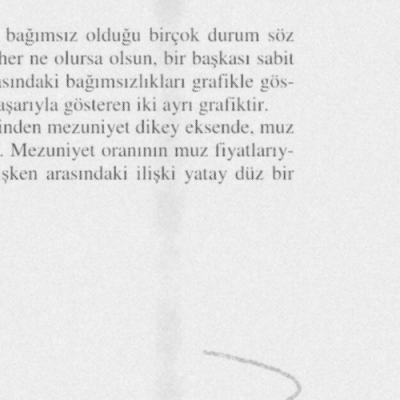 bağımsız olduğu birçok durum söz
her ne olursa olsun, bir başkası sabit
asındaki bağımsızlıkları grafikle gös-
aşarıyla gösteren iki ayrı grafiktir.
inden mezuniyet dikey eksende, muz
. Mezuniyet oranının muz fiyatlarıy-
işken arasındaki ilişki yatay düz bir